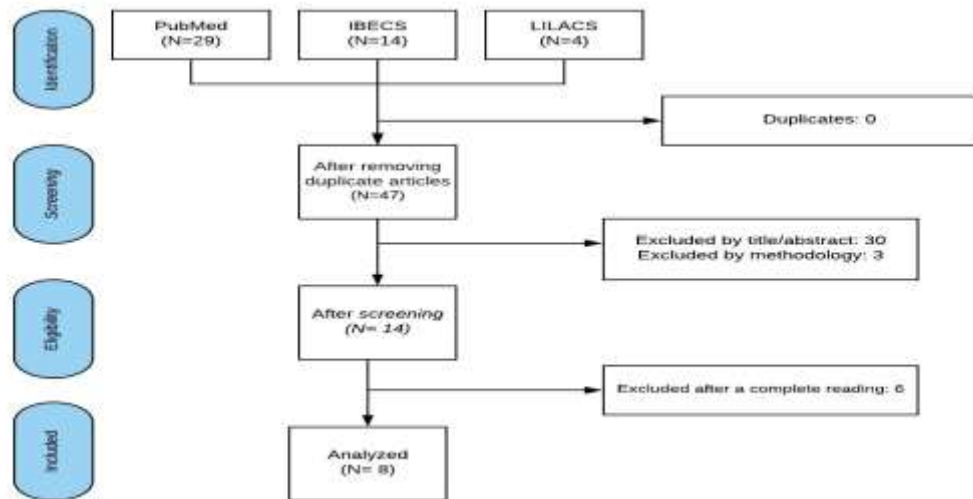 Identification
PubMed
(N=29)
IBECS
(N=14)
LILACS
(N=4)
Duplicates: 0
Screening
After removing
duplicate articles
(N=47)
Excluded by title/abstract: 30
Excluded by methodology: 3
Eligibility
After screening
(N= 14)
Excluded after a complete reading: 6
Included
Analyzed
(N= 8)